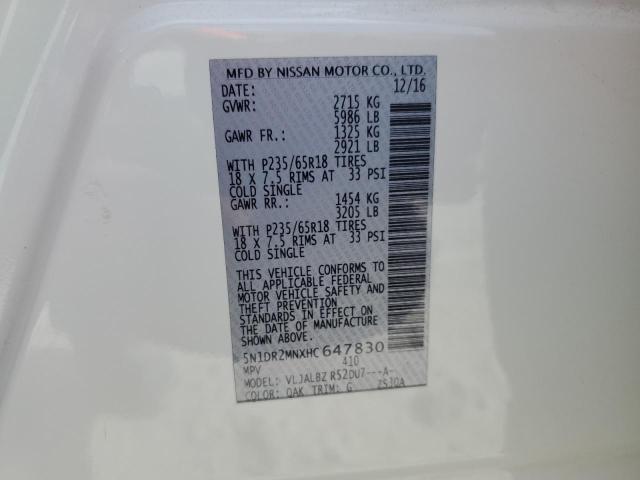 MFD BY NISSAN MOTOR CO., LTD.
DATE: 12/16
GVWR: 2715 KG
5986 LB
GAWR FR.: 1325 KG
2921 LB
WITH P235/65R18 TIRES
18 X 7.5 RIMS AT 33 PSI
COLD SINGLE
GAWR RR.: 1454 KG
3205 LB
WITH P235/65R18 TIRES
18 X 7.5 RIMS AT 33 PSI
COLD SINGLE
THIS VEHICLE CONFORMS TO
ALL APPLICABLE FEDERAL
MOTOR VEHICLE SAFETY AND
THEFT PREVENTION
STANDARDS IN EFFECT ON
THE DATE OF MANUFACTURE
SHOWN ABOVE.
5N1DR2MNXHC647830
MPV 410
MODEL: VLJALBZ R52DU7---A-
COLOR: QAK TRIM: G